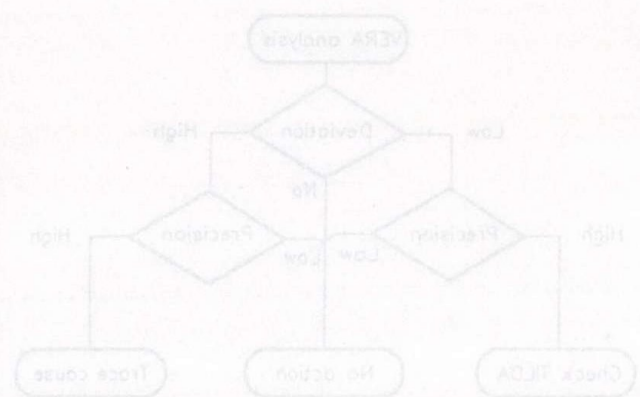 VERA analysis
High Deviation Low
No
High Precision Precision High
Low Low
Trace cause No action Check TILDA